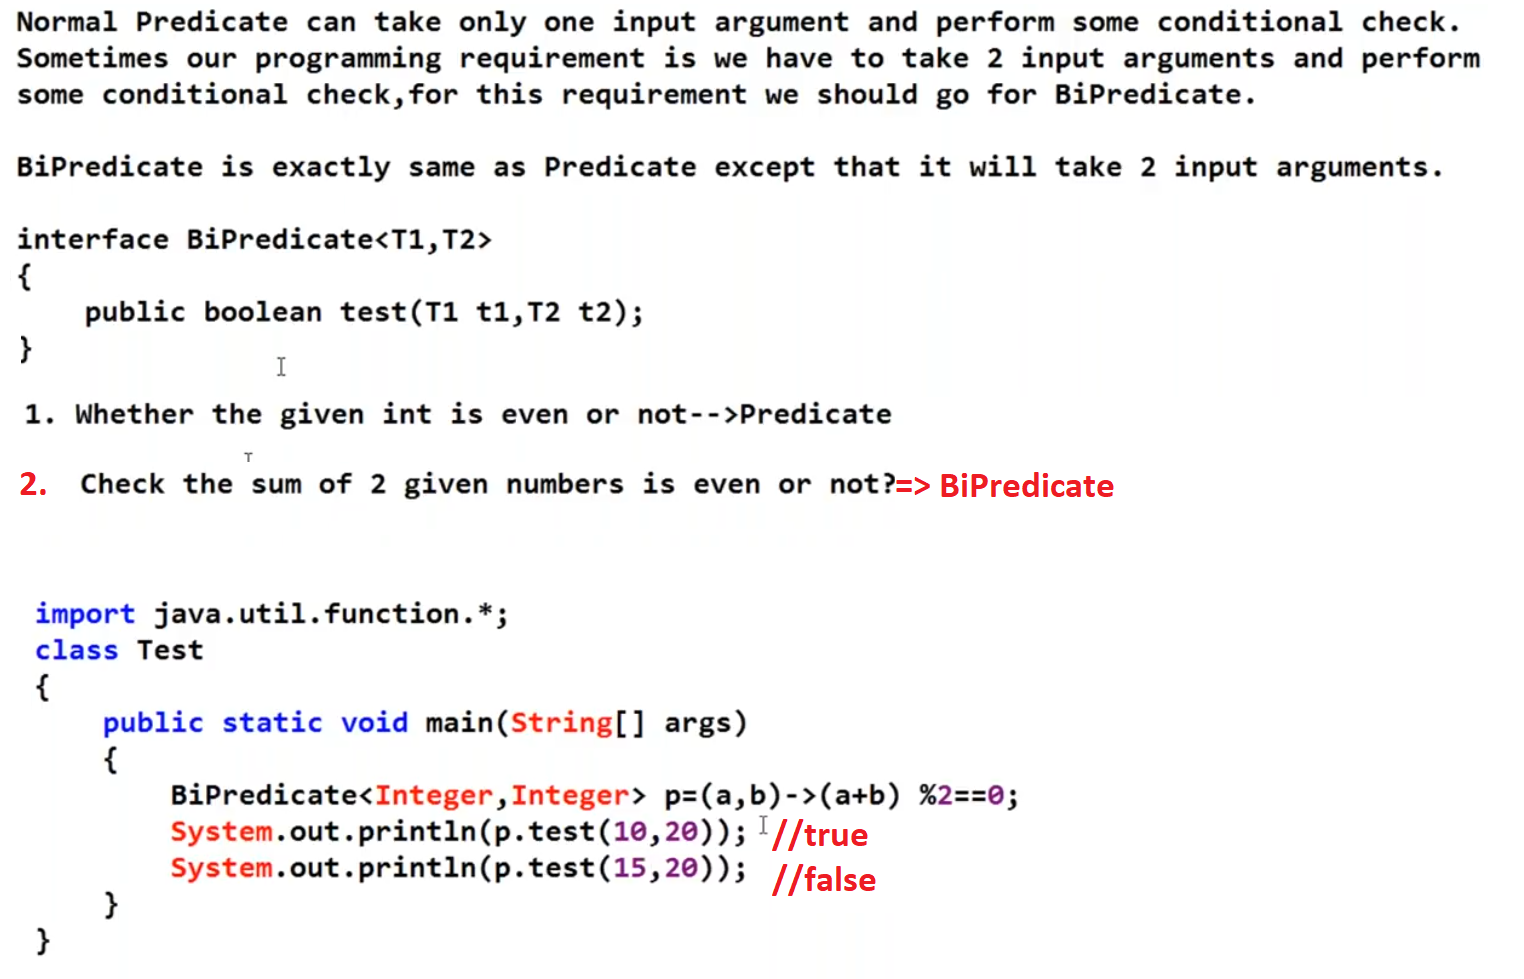 Normal Predicate can take only one input argument and perform some conditional check.
Sometimes our programming requirement is we have to take 2 input arguments and perform
some conditional check,for this requirement we should go for BiPredicate.
BiPredicate is exactly same as Predicate except that it will take 2 input arguments.
interface BiPredicate<T1,T2>
{
public boolean test(T1 t1,T2 t2);
}
1. Whether the given int is even or not-->Predicate
2. Check the sum of 2 given numbers is even or not?=> BiPredicate
import java.util.function.*;
class Test
{
public static void main(String[] args)
{
BiPredicate<Integer,Integer> p=(a,b)->(a+b) %2==0;
System.out.println(p.test(10,20)); //true
System.out.println(p.test(15,20)); //false
}
}